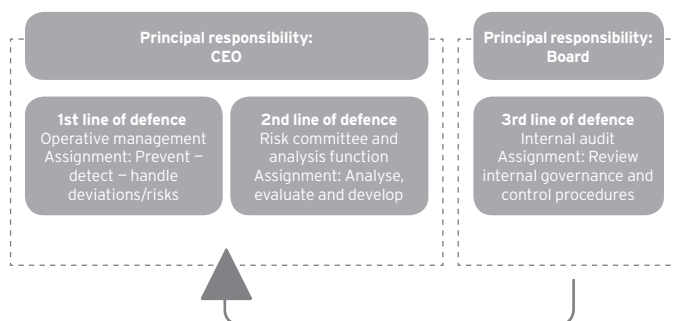 Principal responsibility:
CEO
Principal responsibility:
Board
1st line of defence
Operative management
Assignment: Prevent –
detect – handle
deviations/risks
2nd line of defence
Risk committee and
analysis function
Assignment: Analyse,
evaluate and develop
3rd line of defence
Internal audit
Assignment: Review
internal governance and
control procedures